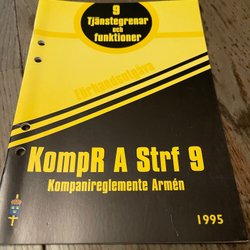 9
Tjänstegrenar
och
funktioner
Förhandsutgåva
KompR A Strf 9
Kompanireglemente Armén
1995